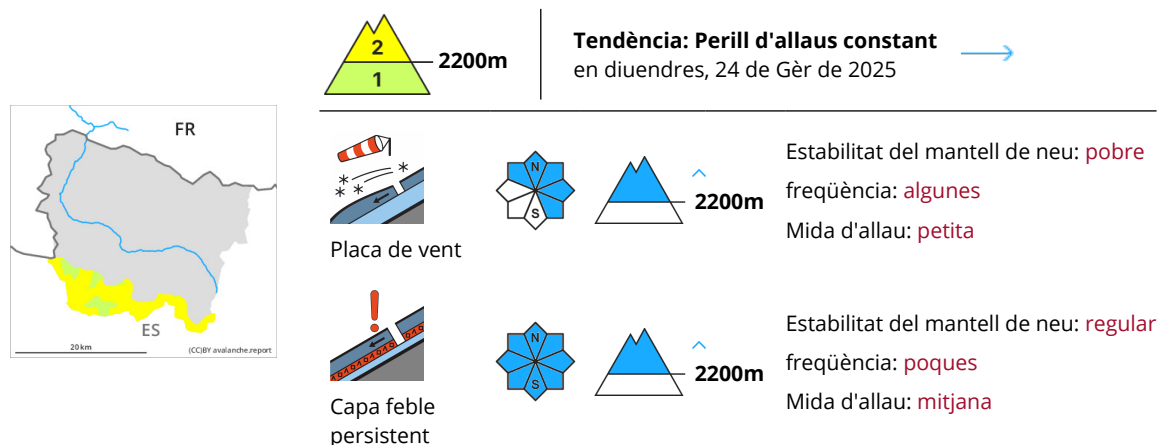 2
1
2200m
Tendència: Perill d'allaus constant
en diuendres, 24 de Gèr de 2025
FR
ES
20 km
(CC)BY avalanche.report
N
S
2200m
Placa de vent
Estabilitat del mantell de neu: pobre
freqüència: algunes
Mida d'allau: petita
N
S
2200m
Capa feble
persistent
Estabilitat del mantell de neu: regular
freqüència: poques
Mida d'allau: mitjana